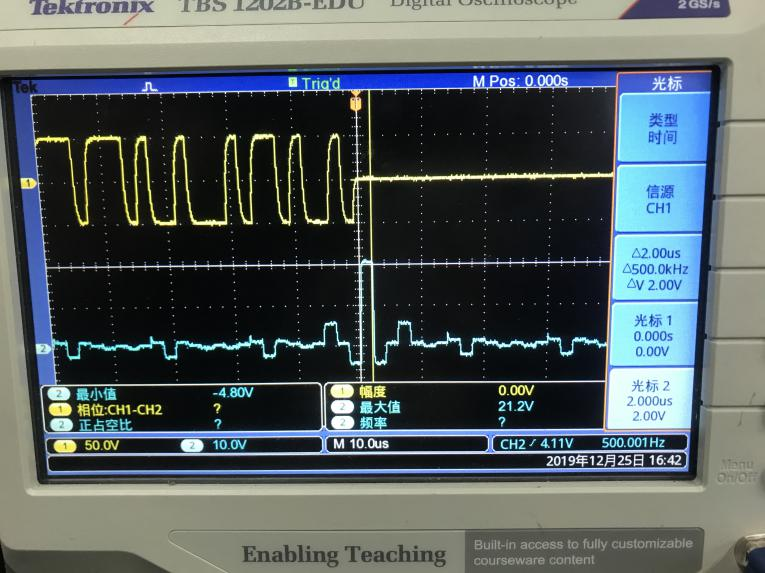 Tektronix TBS 1202B-EDU Digital Oscilloscope
2 GS/s
Tek Trig'd M Pos: 0.000s 光标
类型
时间
信源
CH1
△2.00us
△500.0kHz
△V 2.00V
光标 1
0.000s
0.00V
光标 2
2.000us
2.00V
1
2
2 最小值 -4.80V
1 相位:CH1-CH2 ?
2 正占空比 ?
1 幅度 0.00V
2 最大值 21.2V
2 频率 ?
1 50.0V 2 10.0V M 10.0us CH2 / 4.11V 500.001Hz
2019年12月25日 16:42
Menu
On/Off
Enabling Teaching
Built-in access to fully customizable
courseware content